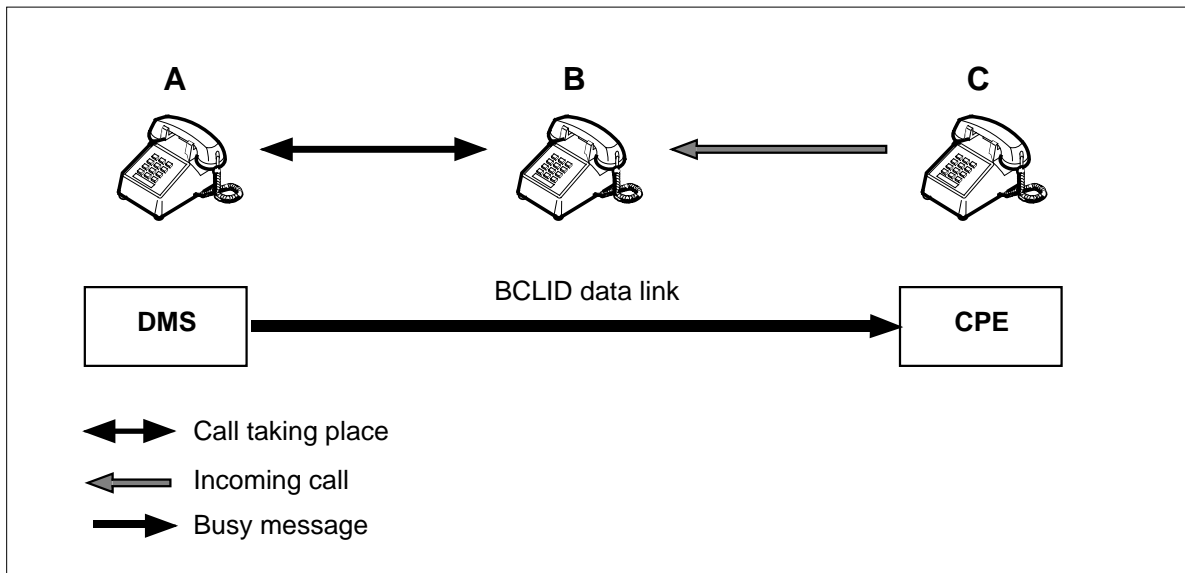 A B C
BCLID data link
DMS CPE
Call taking place
Incoming call
Busy message